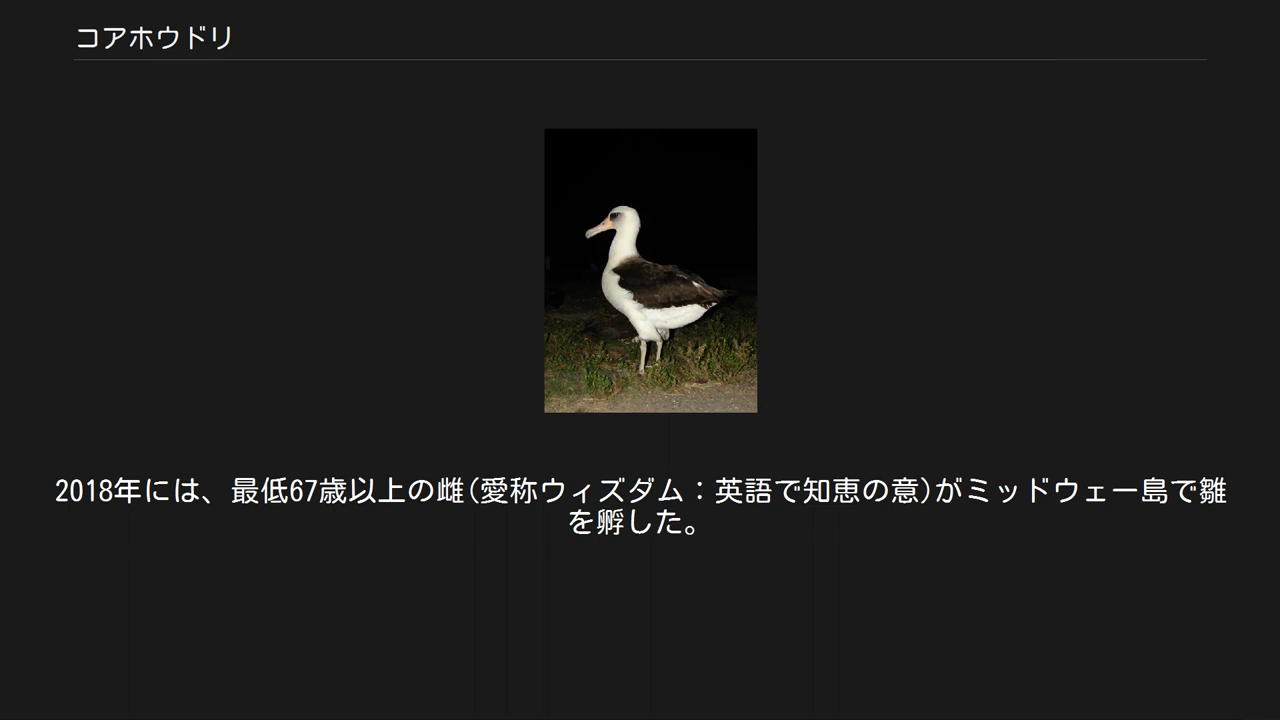 コアホウドリ
2018年には、最低67歳以上の雌(愛称ウィズダム：英語で知恵の意)がミッドウェー島で雛
を孵した。